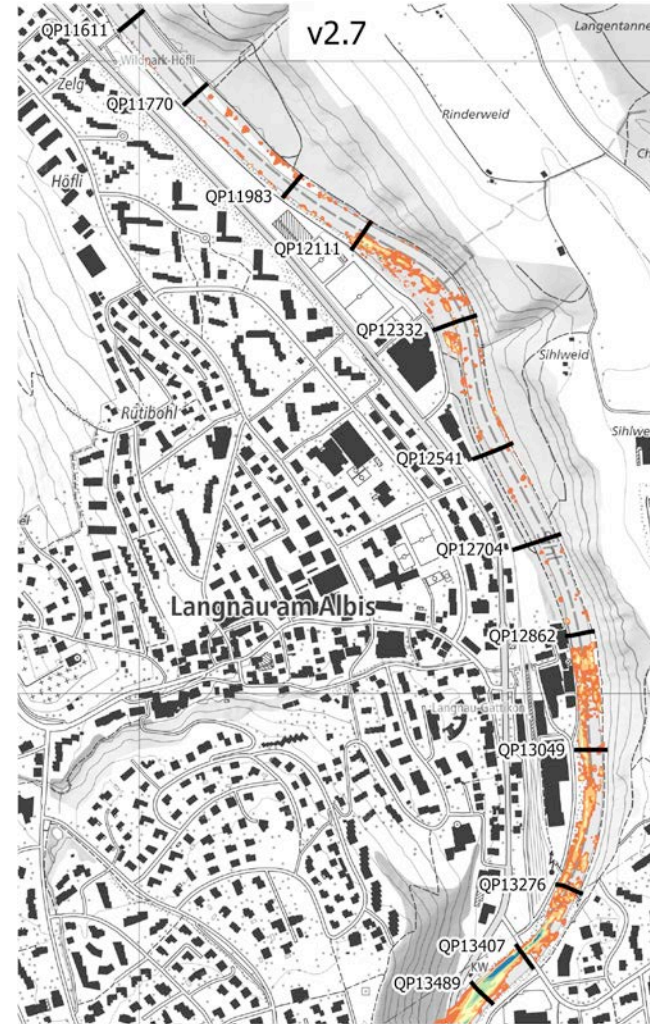 v2.7
QP11611
Langentanne
Wildpark-Höfli
Zelg
QP11770
Rinderweid
Höfli
QP11983
QP12111
QP12332
Sihlweid
Rütibohl
Sihlwe
QP12541
QP12704
Langnau am Albis
QP12862
Langnau-Gattikon
QP13049
QP13276
QP13407
KW
QP13489